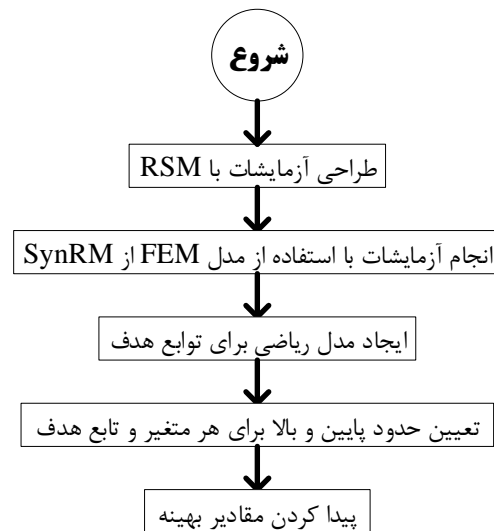 شروع
طراحی آزمایشات با RSM
انجام آزمایشات با استفاده از مدل FEM از SynRM
ایجاد مدل ریاضی برای توابع هدف
تعیین حدود پایین و بالا برای هر متغیر و تابع هدف
پیدا کردن مقادیر بهینه